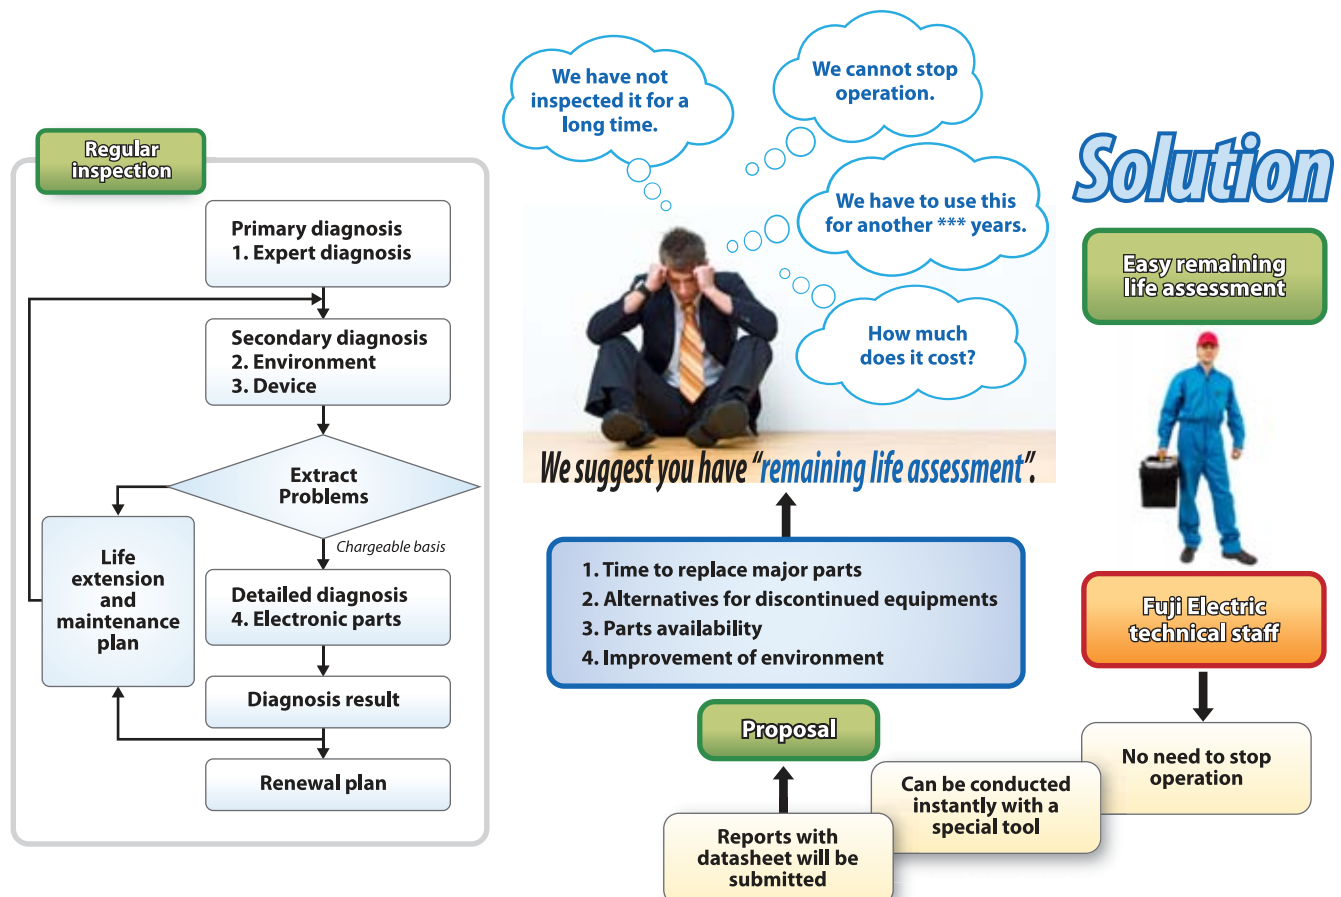 Regular
inspection
Primary diagnosis
1. Expert diagnosis
Secondary diagnosis
2. Environment
3. Device
Extract
Problems
Chargeable basis
Life
extension
and
maintenance
plan
Detailed diagnosis
4. Electronic parts
Diagnosis result
Renewal plan
We have not
inspected it for a
long time.
We cannot stop
operation.
We have to use this
for another *** years.
How much
does it cost?
We suggest you have “remaining life assessment”.
1. Time to replace major parts
2. Alternatives for discontinued equipments
3. Parts availability
4. Improvement of environment
Proposal
Reports with
datasheet will be
submitted
Can be conducted
instantly with a
special tool
No need to stop
operation
Solution
Easy remaining
life assessment
Fuji Electric
technical staff